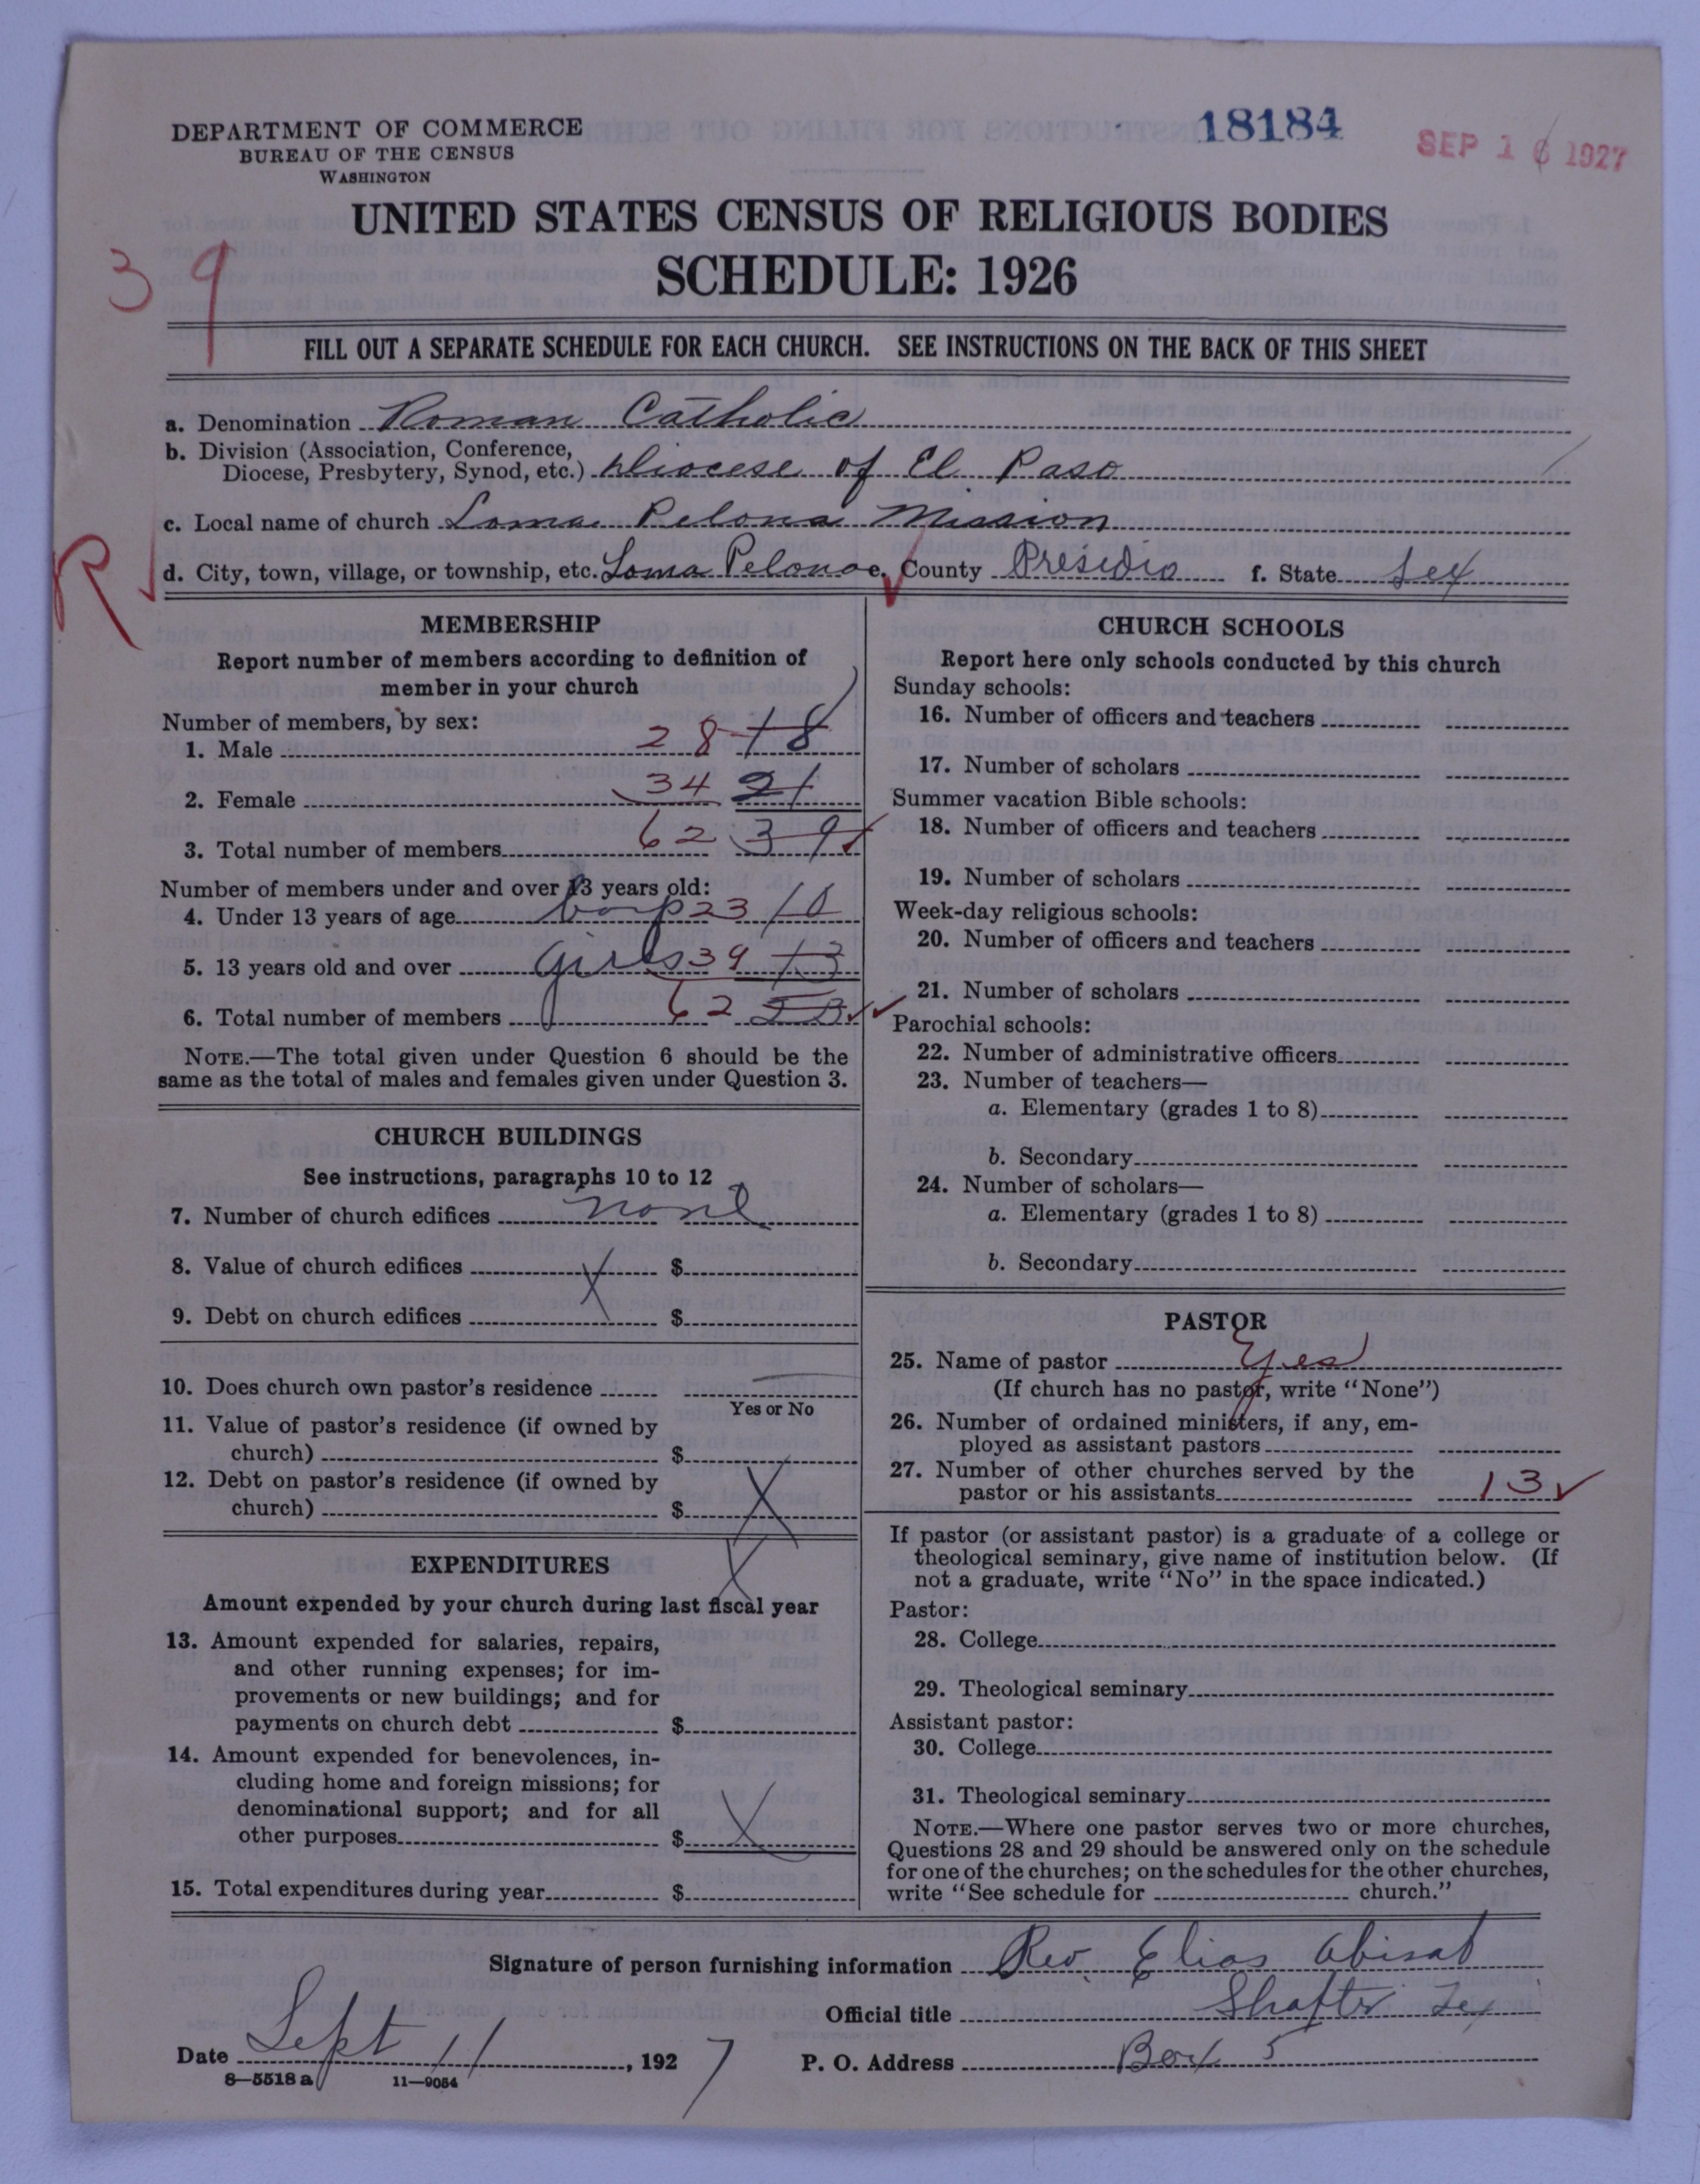 18184
SEP 16 1927
DEPARTMENT OF COMMERCE
BUREAU OF THE CENSUS
WASHINGTON
UNITED STATES CENSUS OF RELIGIOUS BODIES
SCHEDULE: 1926
39
FILL OUT A SEPARATE SCHEDULE FOR EACH CHURCH. SEE INSTRUCTIONS ON THE BACK OF THIS SHEET
a. Denomination Roman Catholic
b. Division (Association, Conference,
Diocese, Presbytery, Synod, etc.) Diocese of El Paso
c. Local name of church Loma Pelona Mission
R
d. City, town, village, or township, etc. Loma Pelona e. County Presidio f. State Tex
MEMBERSHIP
Report number of members according to definition of
member in your church
Number of members, by sex:
1. Male 28 18
2. Female 34 21
3. Total number of members 62 39
Number of members under and over 13 years old:
4. Under 13 years of age boys 23 10
5. 13 years old and over girls 39 13
6. Total number of members 62 23
NOTE.—The total given under Question 6 should be the
same as the total of males and females given under Question 3.
CHURCH BUILDINGS
See instructions, paragraphs 10 to 12
7. Number of church edifices none
8. Value of church edifices $
9. Debt on church edifices $
10. Does church own pastor's residence
Yes or No
11. Value of pastor's residence (if owned by
church) $
12. Debt on pastor's residence (if owned by
church) $
EXPENDITURES
Amount expended by your church during last fiscal year
13. Amount expended for salaries, repairs,
and other running expenses; for im-
provements or new buildings; and for
payments on church debt $
14. Amount expended for benevolences, in-
cluding home and foreign missions; for
denominational support; and for all
other purposes $
15. Total expenditures during year $
CHURCH SCHOOLS
Report here only schools conducted by this church
Sunday schools:
16. Number of officers and teachers
17. Number of scholars
Summer vacation Bible schools:
18. Number of officers and teachers
19. Number of scholars
Week-day religious schools:
20. Number of officers and teachers
21. Number of scholars
Parochial schools:
22. Number of administrative officers
23. Number of teachers—
a. Elementary (grades 1 to 8)
b. Secondary
24. Number of scholars—
a. Elementary (grades 1 to 8)
b. Secondary
PASTOR
25. Name of pastor Yes
(If church has no pastor, write "None")
26. Number of ordained ministers, if any, em-
ployed as assistant pastors
27. Number of other churches served by the
pastor or his assistants 13
If pastor (or assistant pastor) is a graduate of a college or
theological seminary, give name of institution below. (If
not a graduate, write "No" in the space indicated.)
Pastor:
28. College
29. Theological seminary
Assistant pastor:
30. College
31. Theological seminary
NOTE.—Where one pastor serves two or more churches,
Questions 28 and 29 should be answered only on the schedule
for one of the churches; on the schedules for the other churches,
write "See schedule for church."
Signature of person furnishing information Rev. Elias Abisat
Official title Shafter Tex
Date Sept 11, 1927 P. O. Address Box 5
8—5518a 11—9054